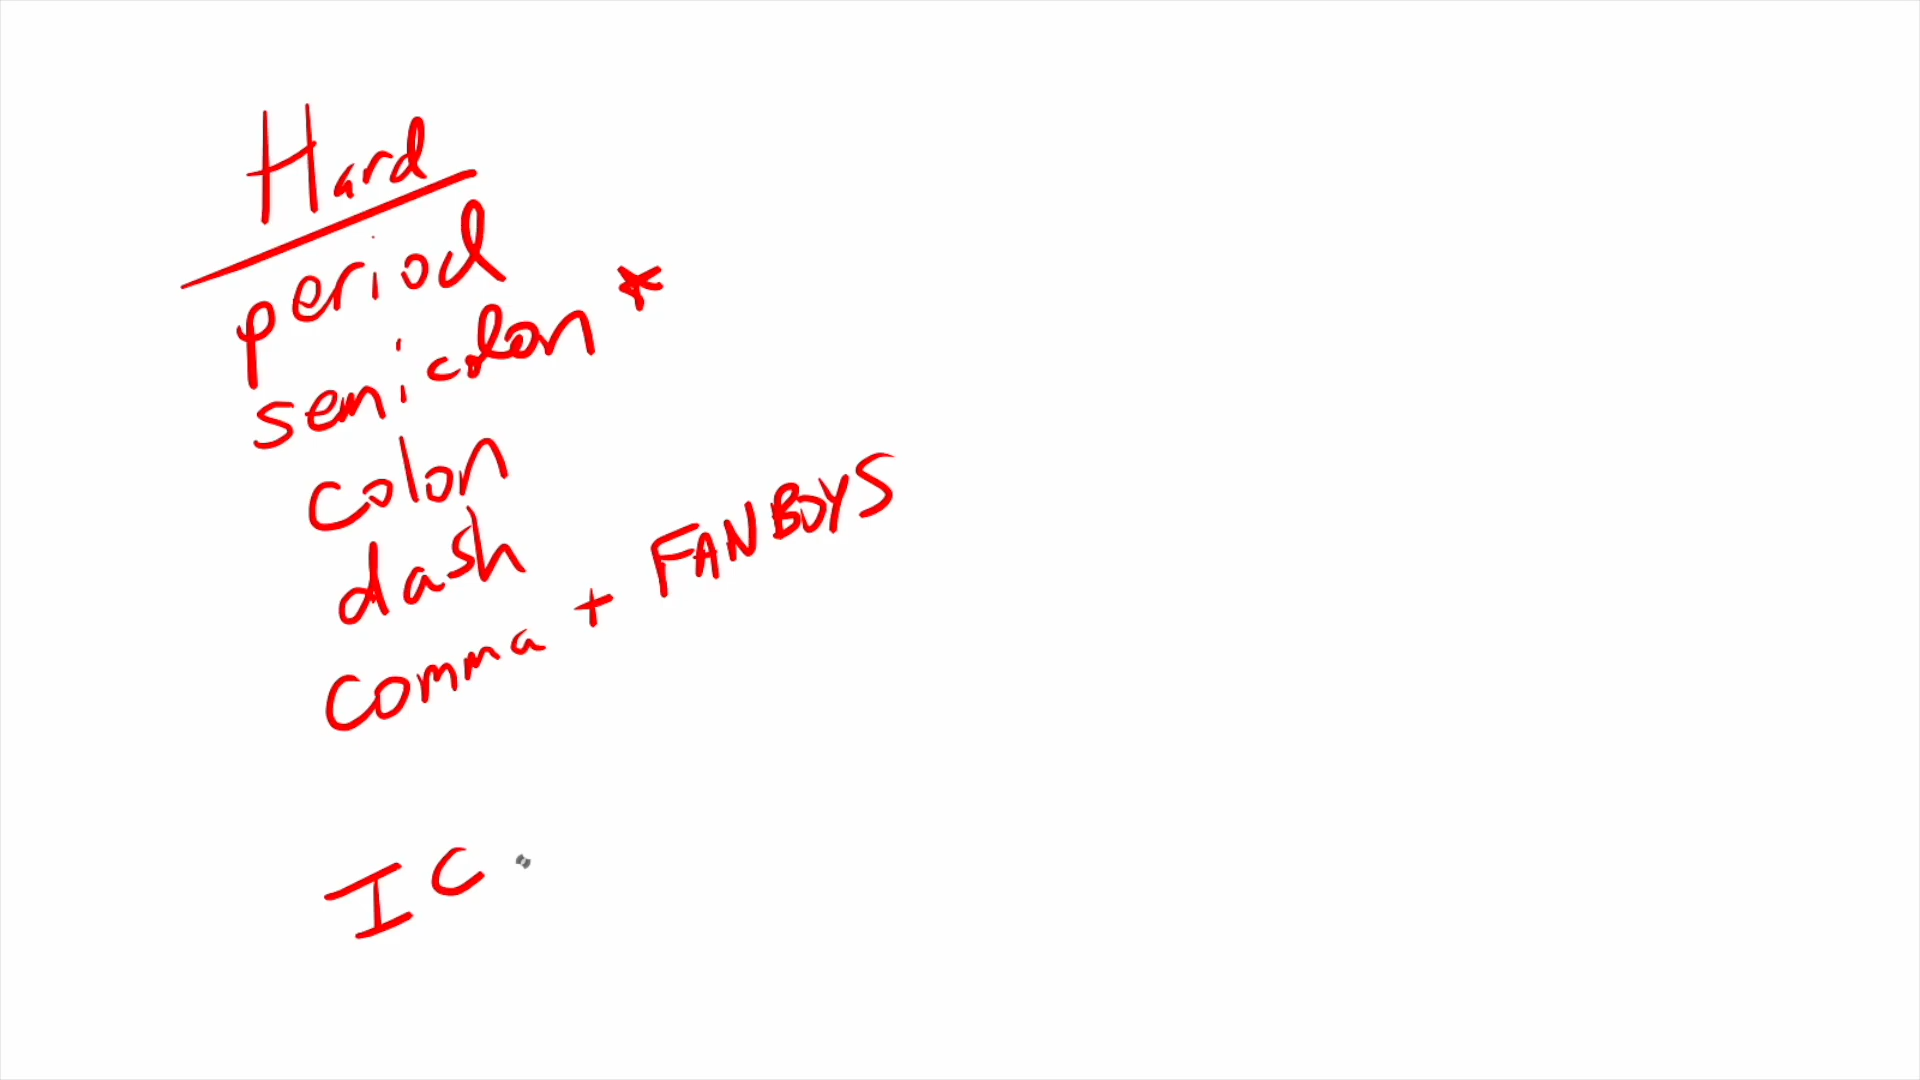 Hard
period
semicolon *
colon
dash
comma + FANBOYS
IC